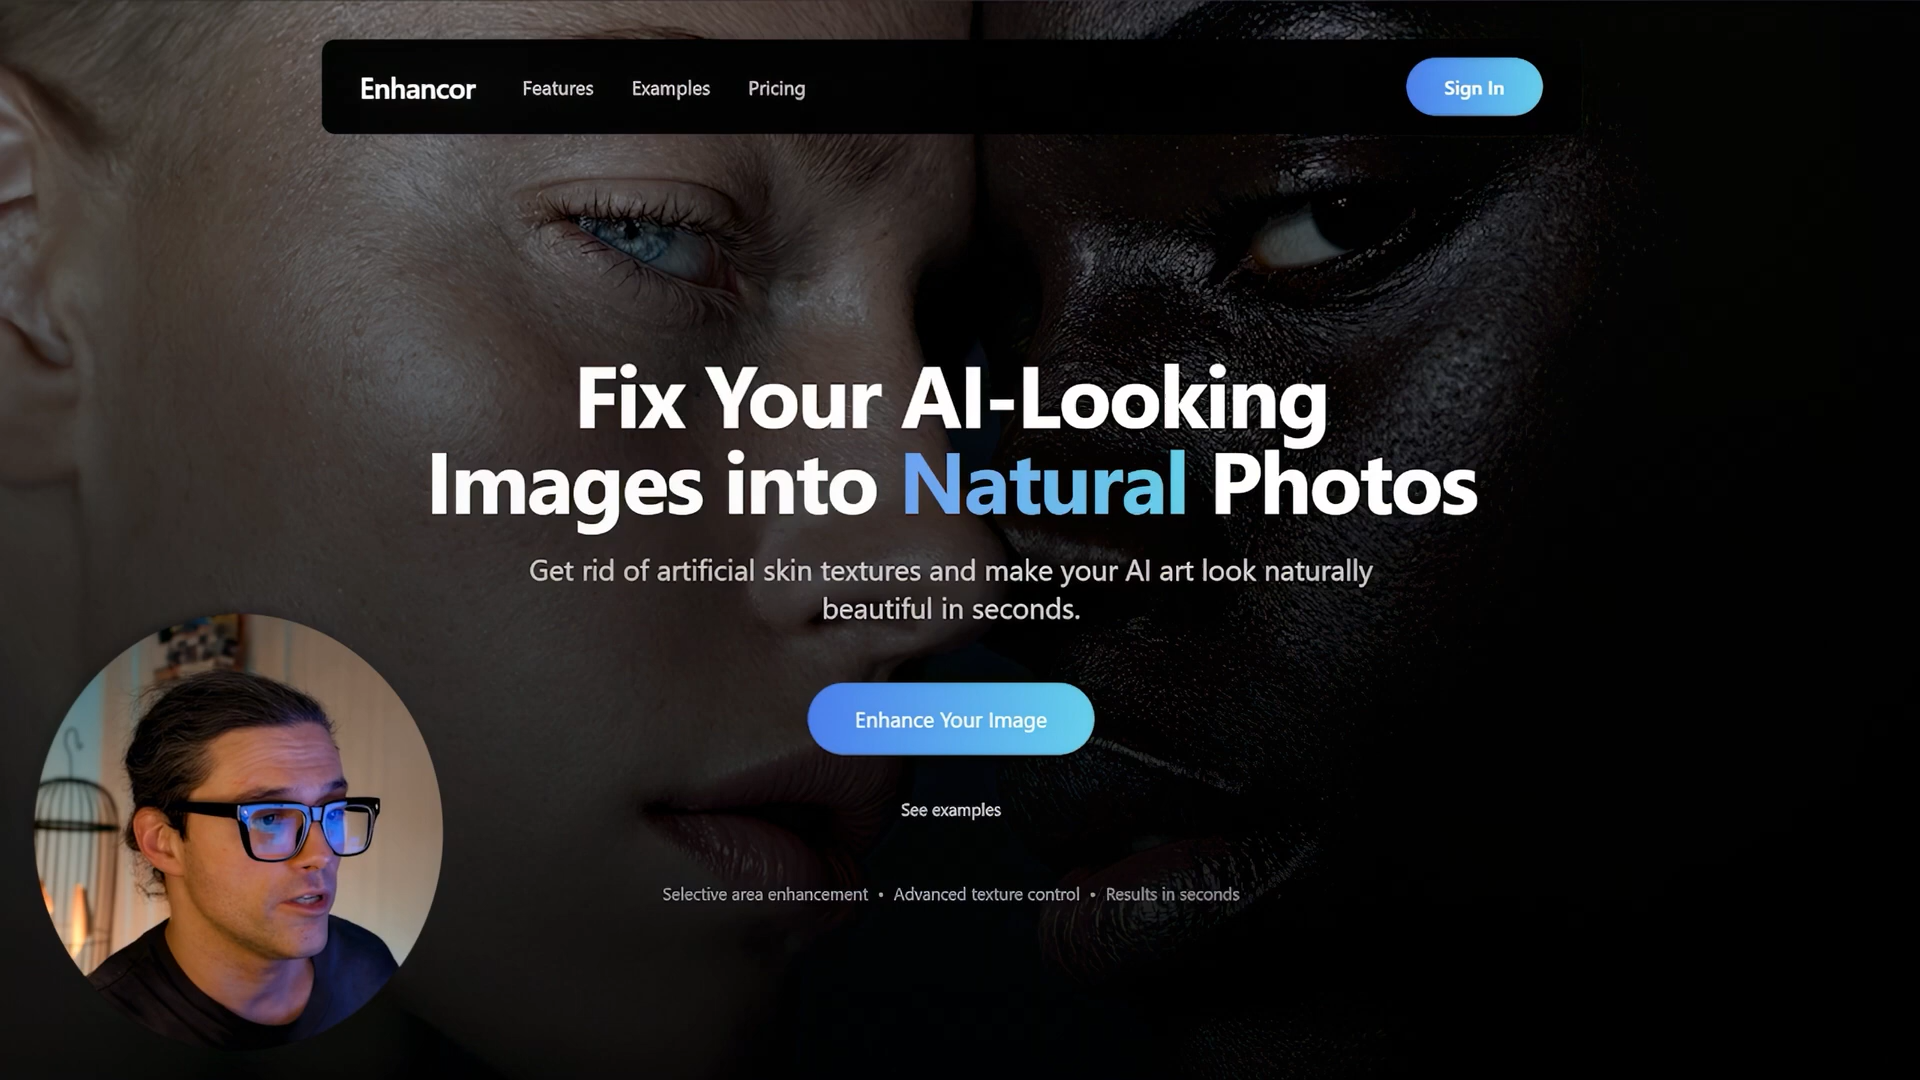 Enhancor
Features
Examples
Pricing
Sign In
Fix Your AI-Looking
Images into Natural Photos
Get rid of artificial skin textures and make your AI art look naturally
beautiful in seconds.
Enhance Your Image
See examples
Selective area enhancement • Advanced texture control • Results in seconds